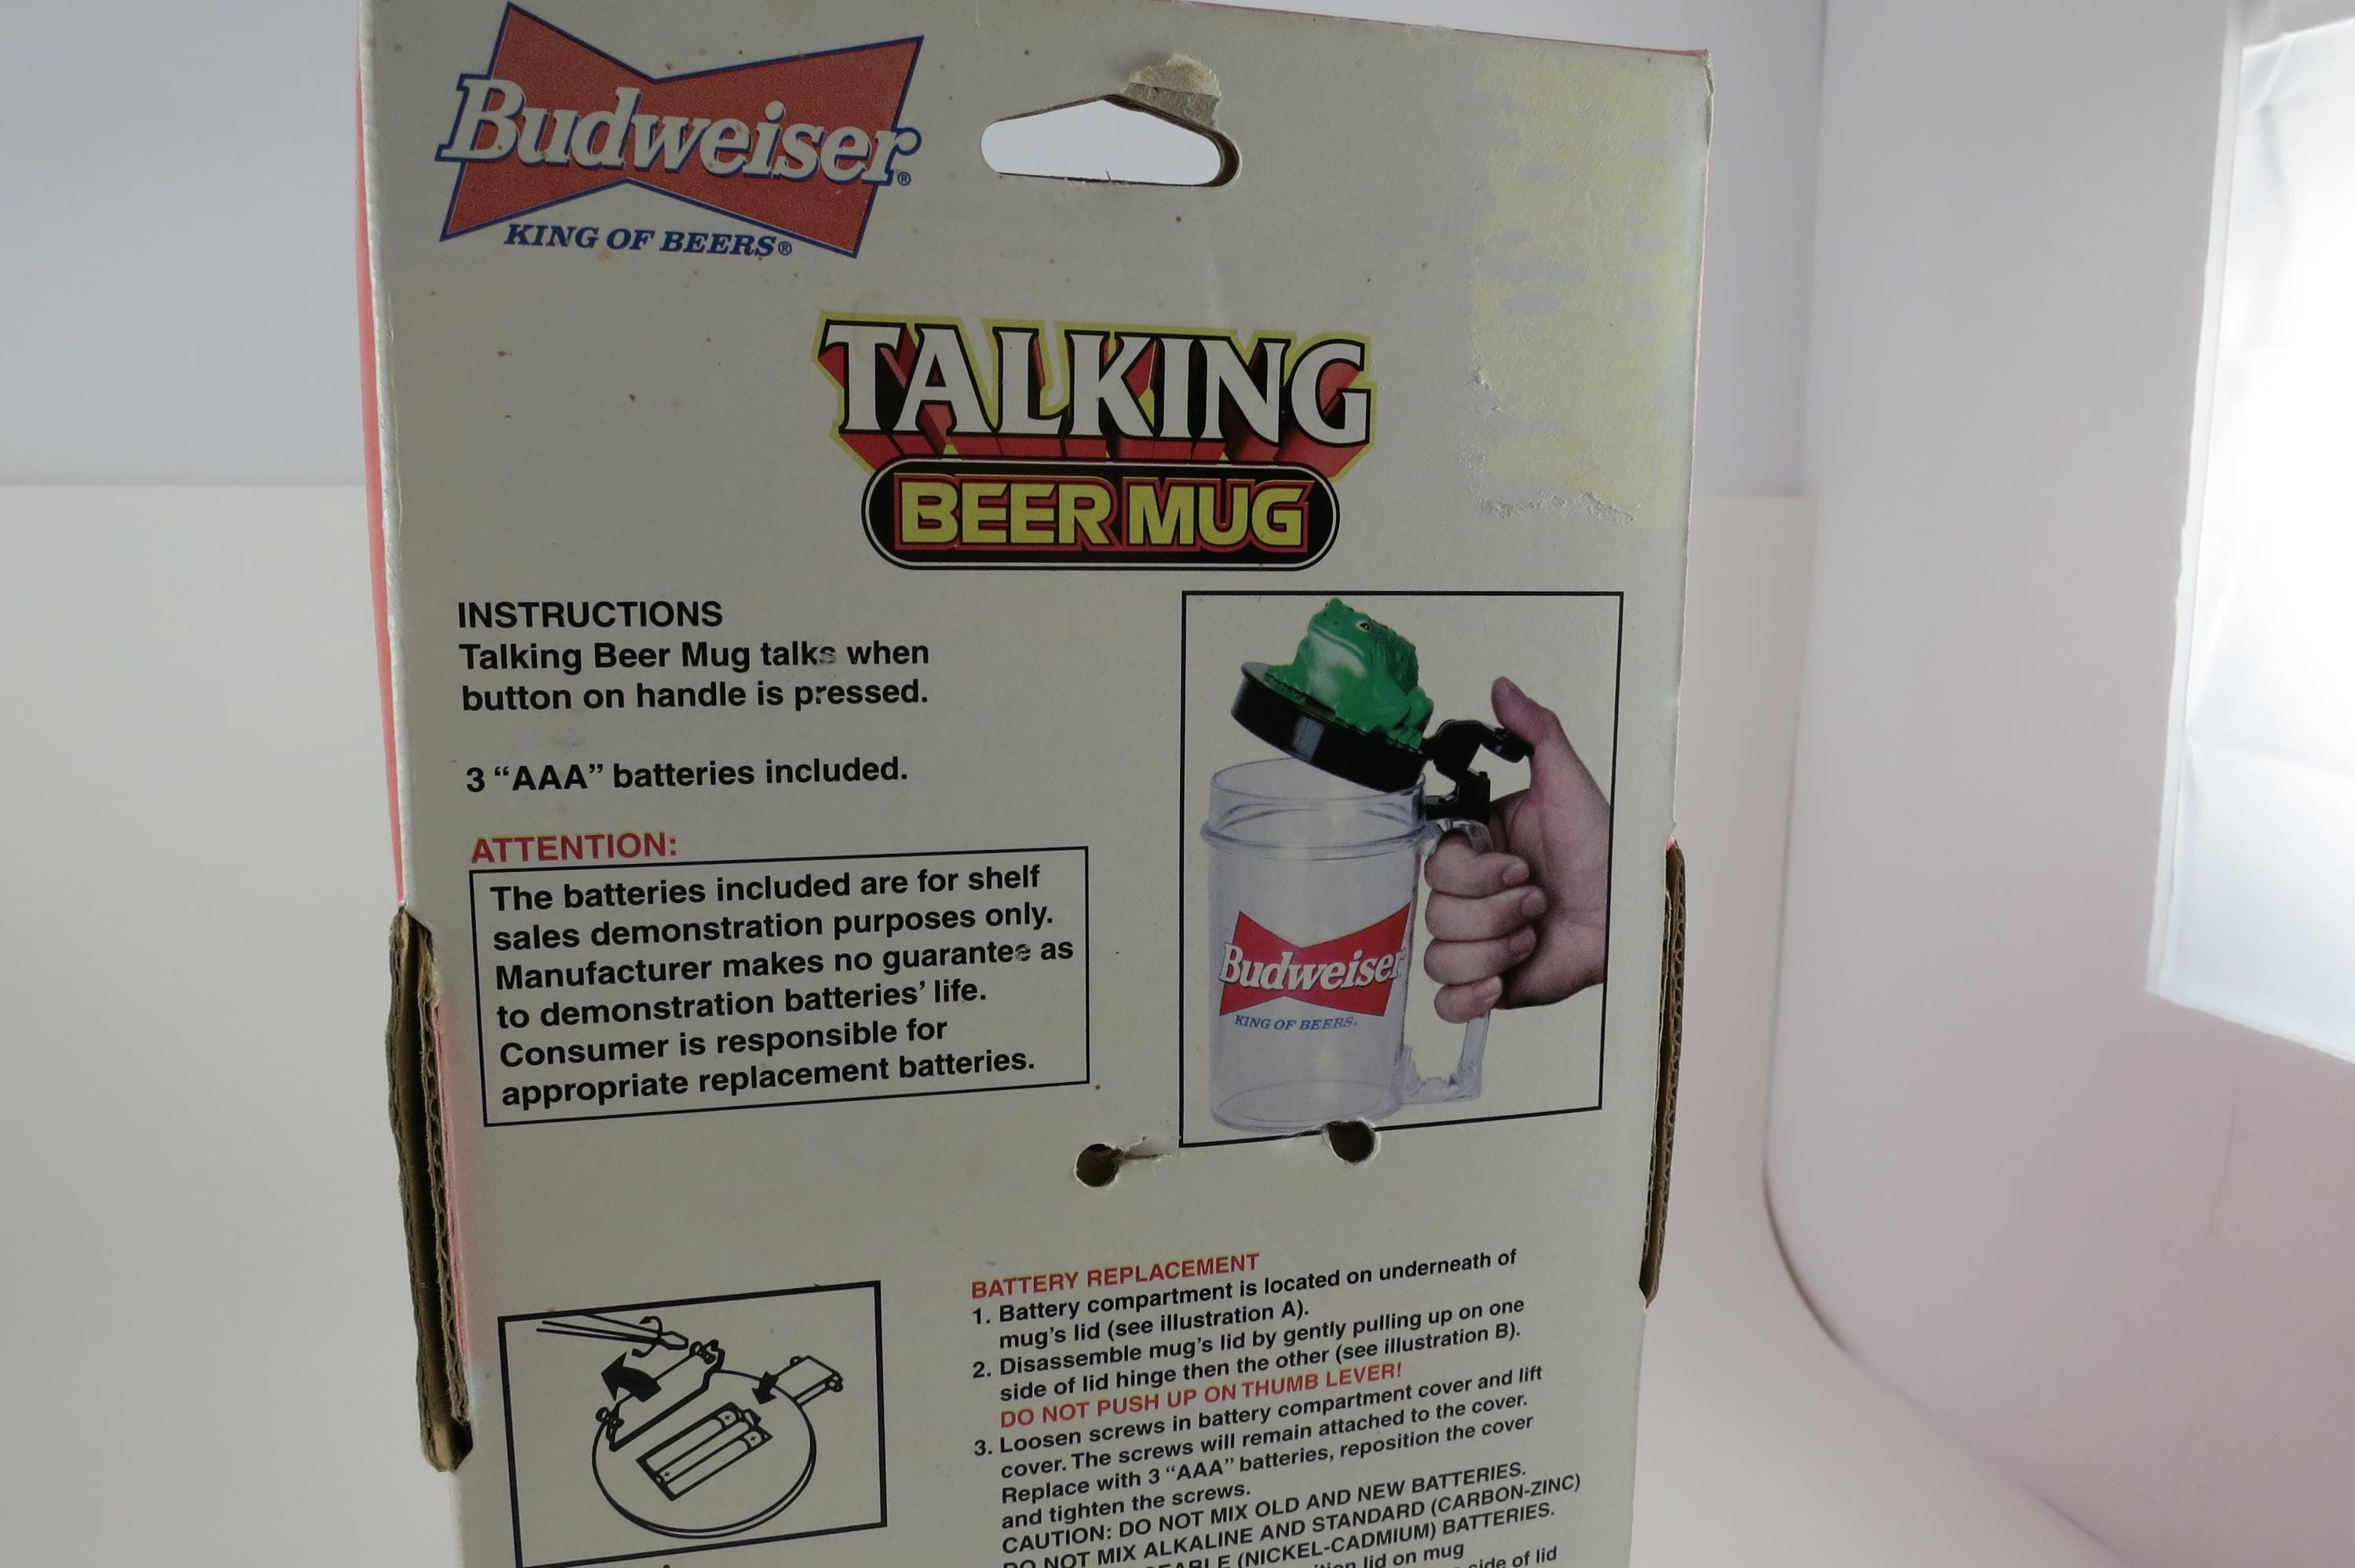 Budweiser®
KING OF BEERS®
TALKING
BEER MUG
INSTRUCTIONS
Talking Beer Mug talks when
button on handle is pressed.
3 “AAA” batteries included.
ATTENTION:
The batteries included are for shelf
sales demonstration purposes only.
Manufacturer makes no guarantee as
to demonstration batteries’ life.
Consumer is responsible for
appropriate replacement batteries.
Budweiser
KING OF BEERS
BATTERY REPLACEMENT
1. Battery compartment is located on underneath of
mug’s lid (see illustration A).
2. Disassemble mug’s lid by gently pulling up on one
side of lid hinge then the other (see illustration B).
DO NOT PUSH UP ON THUMB LEVER!
3. Loosen screws in battery compartment cover and lift
cover. The screws will remain attached to the cover.
Replace with 3 “AAA” batteries, reposition the cover
and tighten the screws.
CAUTION: DO NOT MIX OLD AND NEW BATTERIES.
DO NOT MIX ALKALINE AND STANDARD (CARBON-ZINC)
(NICKEL-CADMIUM) BATTERIES.
lid on mug
side of lid